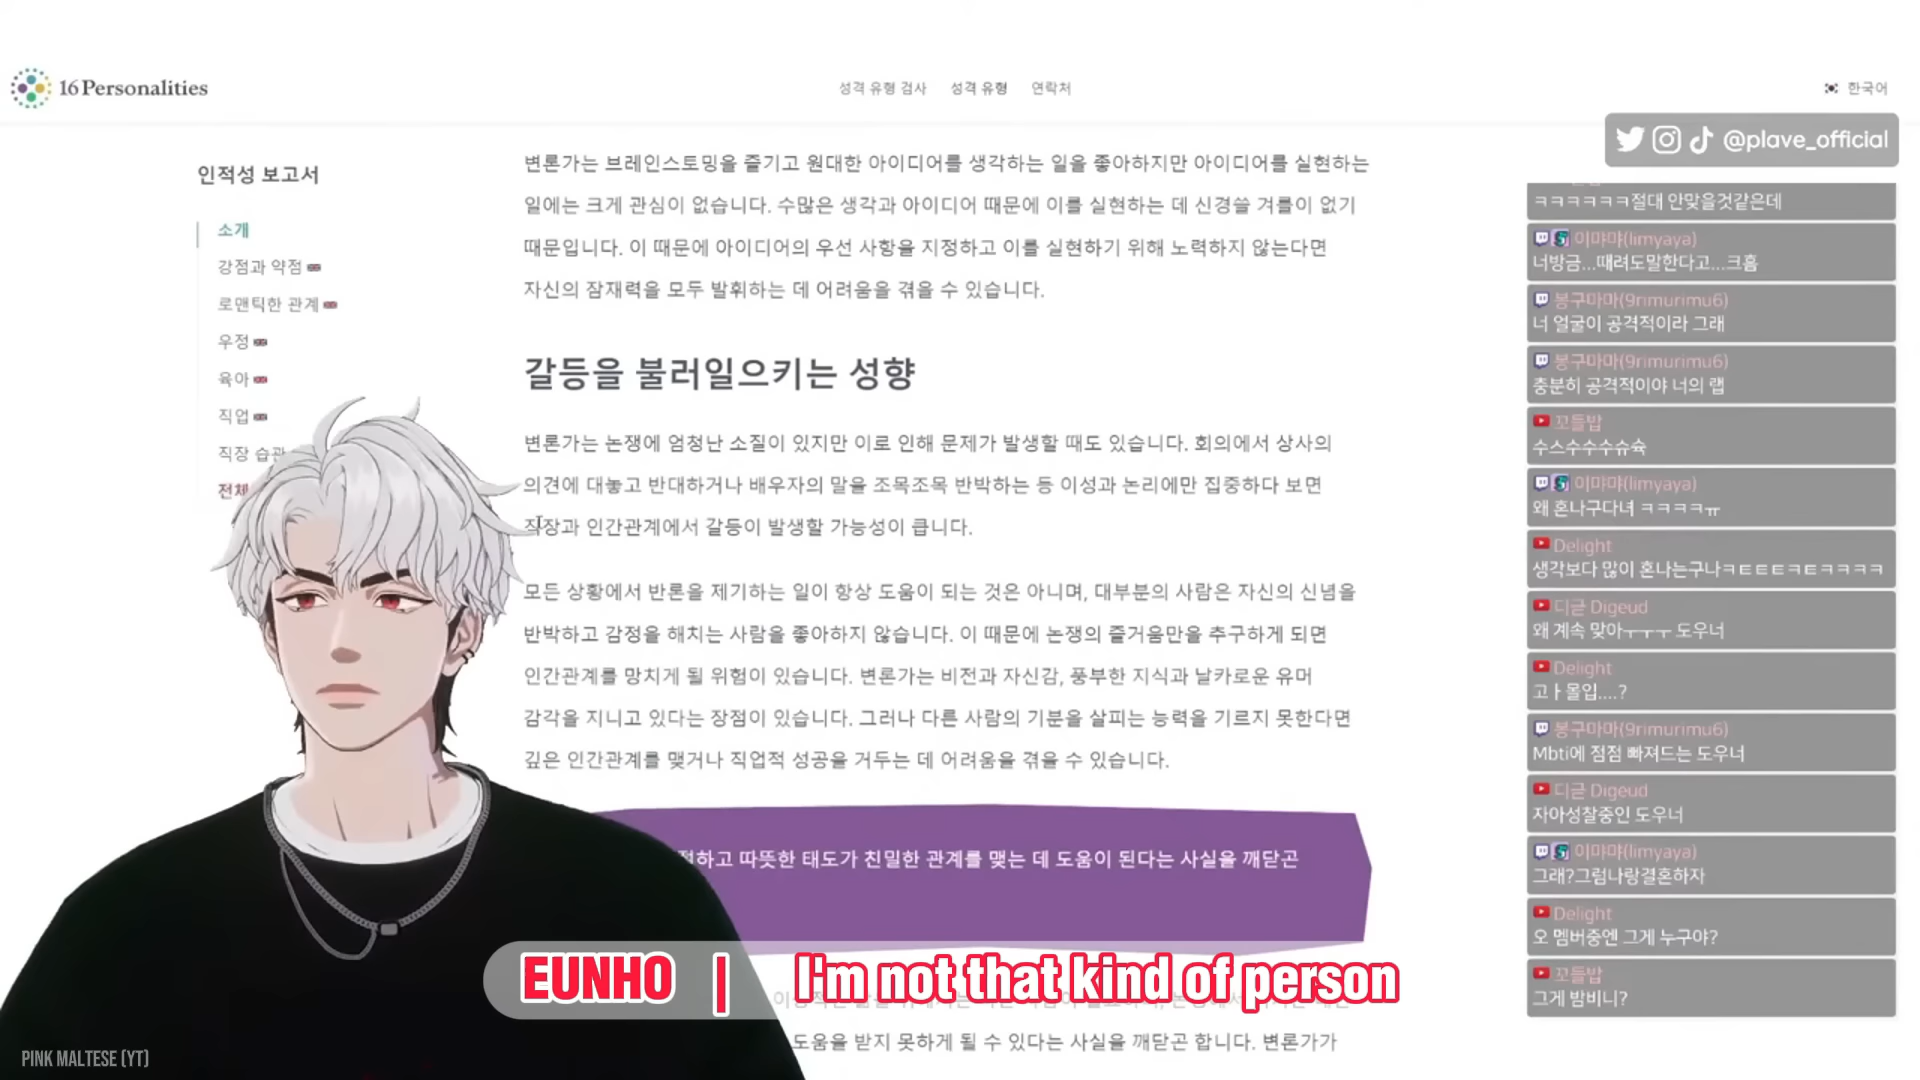 16Personalities
성격 유형 검사
성격 유형
연락처
한국어
@plave_official
인적성 보고서
소개
강점과 약점
로맨틱한 관계
우정
육아
직업
직장 습관
전체
변론가는 브레인스토밍을 즐기고 원대한 아이디어를 생각하는 일을 좋아하지만 아이디어를 실현하는
일에는 크게 관심이 없습니다. 수많은 생각과 아이디어 때문에 이를 실현하는 데 신경쓸 겨를이 없기
때문입니다. 이 때문에 아이디어의 우선 사항을 지정하고 이를 실현하기 위해 노력하지 않는다면
자신의 잠재력을 모두 발휘하는 데 어려움을 겪을 수 있습니다.
갈등을 불러일으키는 성향
변론가는 논쟁에 엄청난 소질이 있지만 이로 인해 문제가 발생할 때도 있습니다. 회의에서 상사의
의견에 대놓고 반대하거나 배우자의 말을 조목조목 반박하는 등 이성과 논리에만 집중하다 보면
직장과 인간관계에서 갈등이 발생할 가능성이 큽니다.
모든 상황에서 반론을 제기하는 일이 항상 도움이 되는 것은 아니며, 대부분의 사람은 자신의 신념을
반박하고 감정을 해치는 사람을 좋아하지 않습니다. 이 때문에 논쟁의 즐거움만을 추구하게 되면
인간관계를 망치게 될 위험이 있습니다. 변론가는 비전과 자신감, 풍부한 지식과 날카로운 유머
감각을 지니고 있다는 장점이 있습니다. 그러나 다른 사람의 기분을 살피는 능력을 기르지 못한다면
깊은 인간관계를 맺거나 직업적 성공을 거두는 데 어려움을 겪을 수 있습니다.
따뜻한 태도가 친밀한 관계를 맺는 데 도움이 된다는 사실을 깨닫곤
도움을 받지 못하게 될 수 있다는 사실을 깨닫곤 합니다. 변론가가
ㅋㅋㅋㅋㅋㅋ절대 안맞을것같은데
이먀먀(limyaya)
너방금...때려도말한다고...크흠
봉구마마(9rimurimu6)
너 얼굴이 공격적이라 그래
봉구마마(9rimurimu6)
충분히 공격적이야 너의 랩
꼬들밥
수스수수수슈슉
이먀먀(limyaya)
왜 혼나구다녀 ㅋㅋㅋㅋㅠ
Delight
생각보다 많이 혼나는구나ㅋㅌㅌㅌㅋㅌㅋㅋㅋㅋ
디귿 Digeud
왜 계속 맞아ㅜㅜㅜ 도우너
Delight
고ㅏ몰입....?
봉구마마(9rimurimu6)
Mbti에 점점 빠져드는 도우너
디귿 Digeud
자아성찰중인 도우너
이먀먀(limyaya)
그래?그럼나랑결혼하자
Delight
오 멤버중엔 그게 누구야?
꼬들밥
그게 밤비니?
EUNHO | I'm not that kind of person
PINK MALTESE (YT)